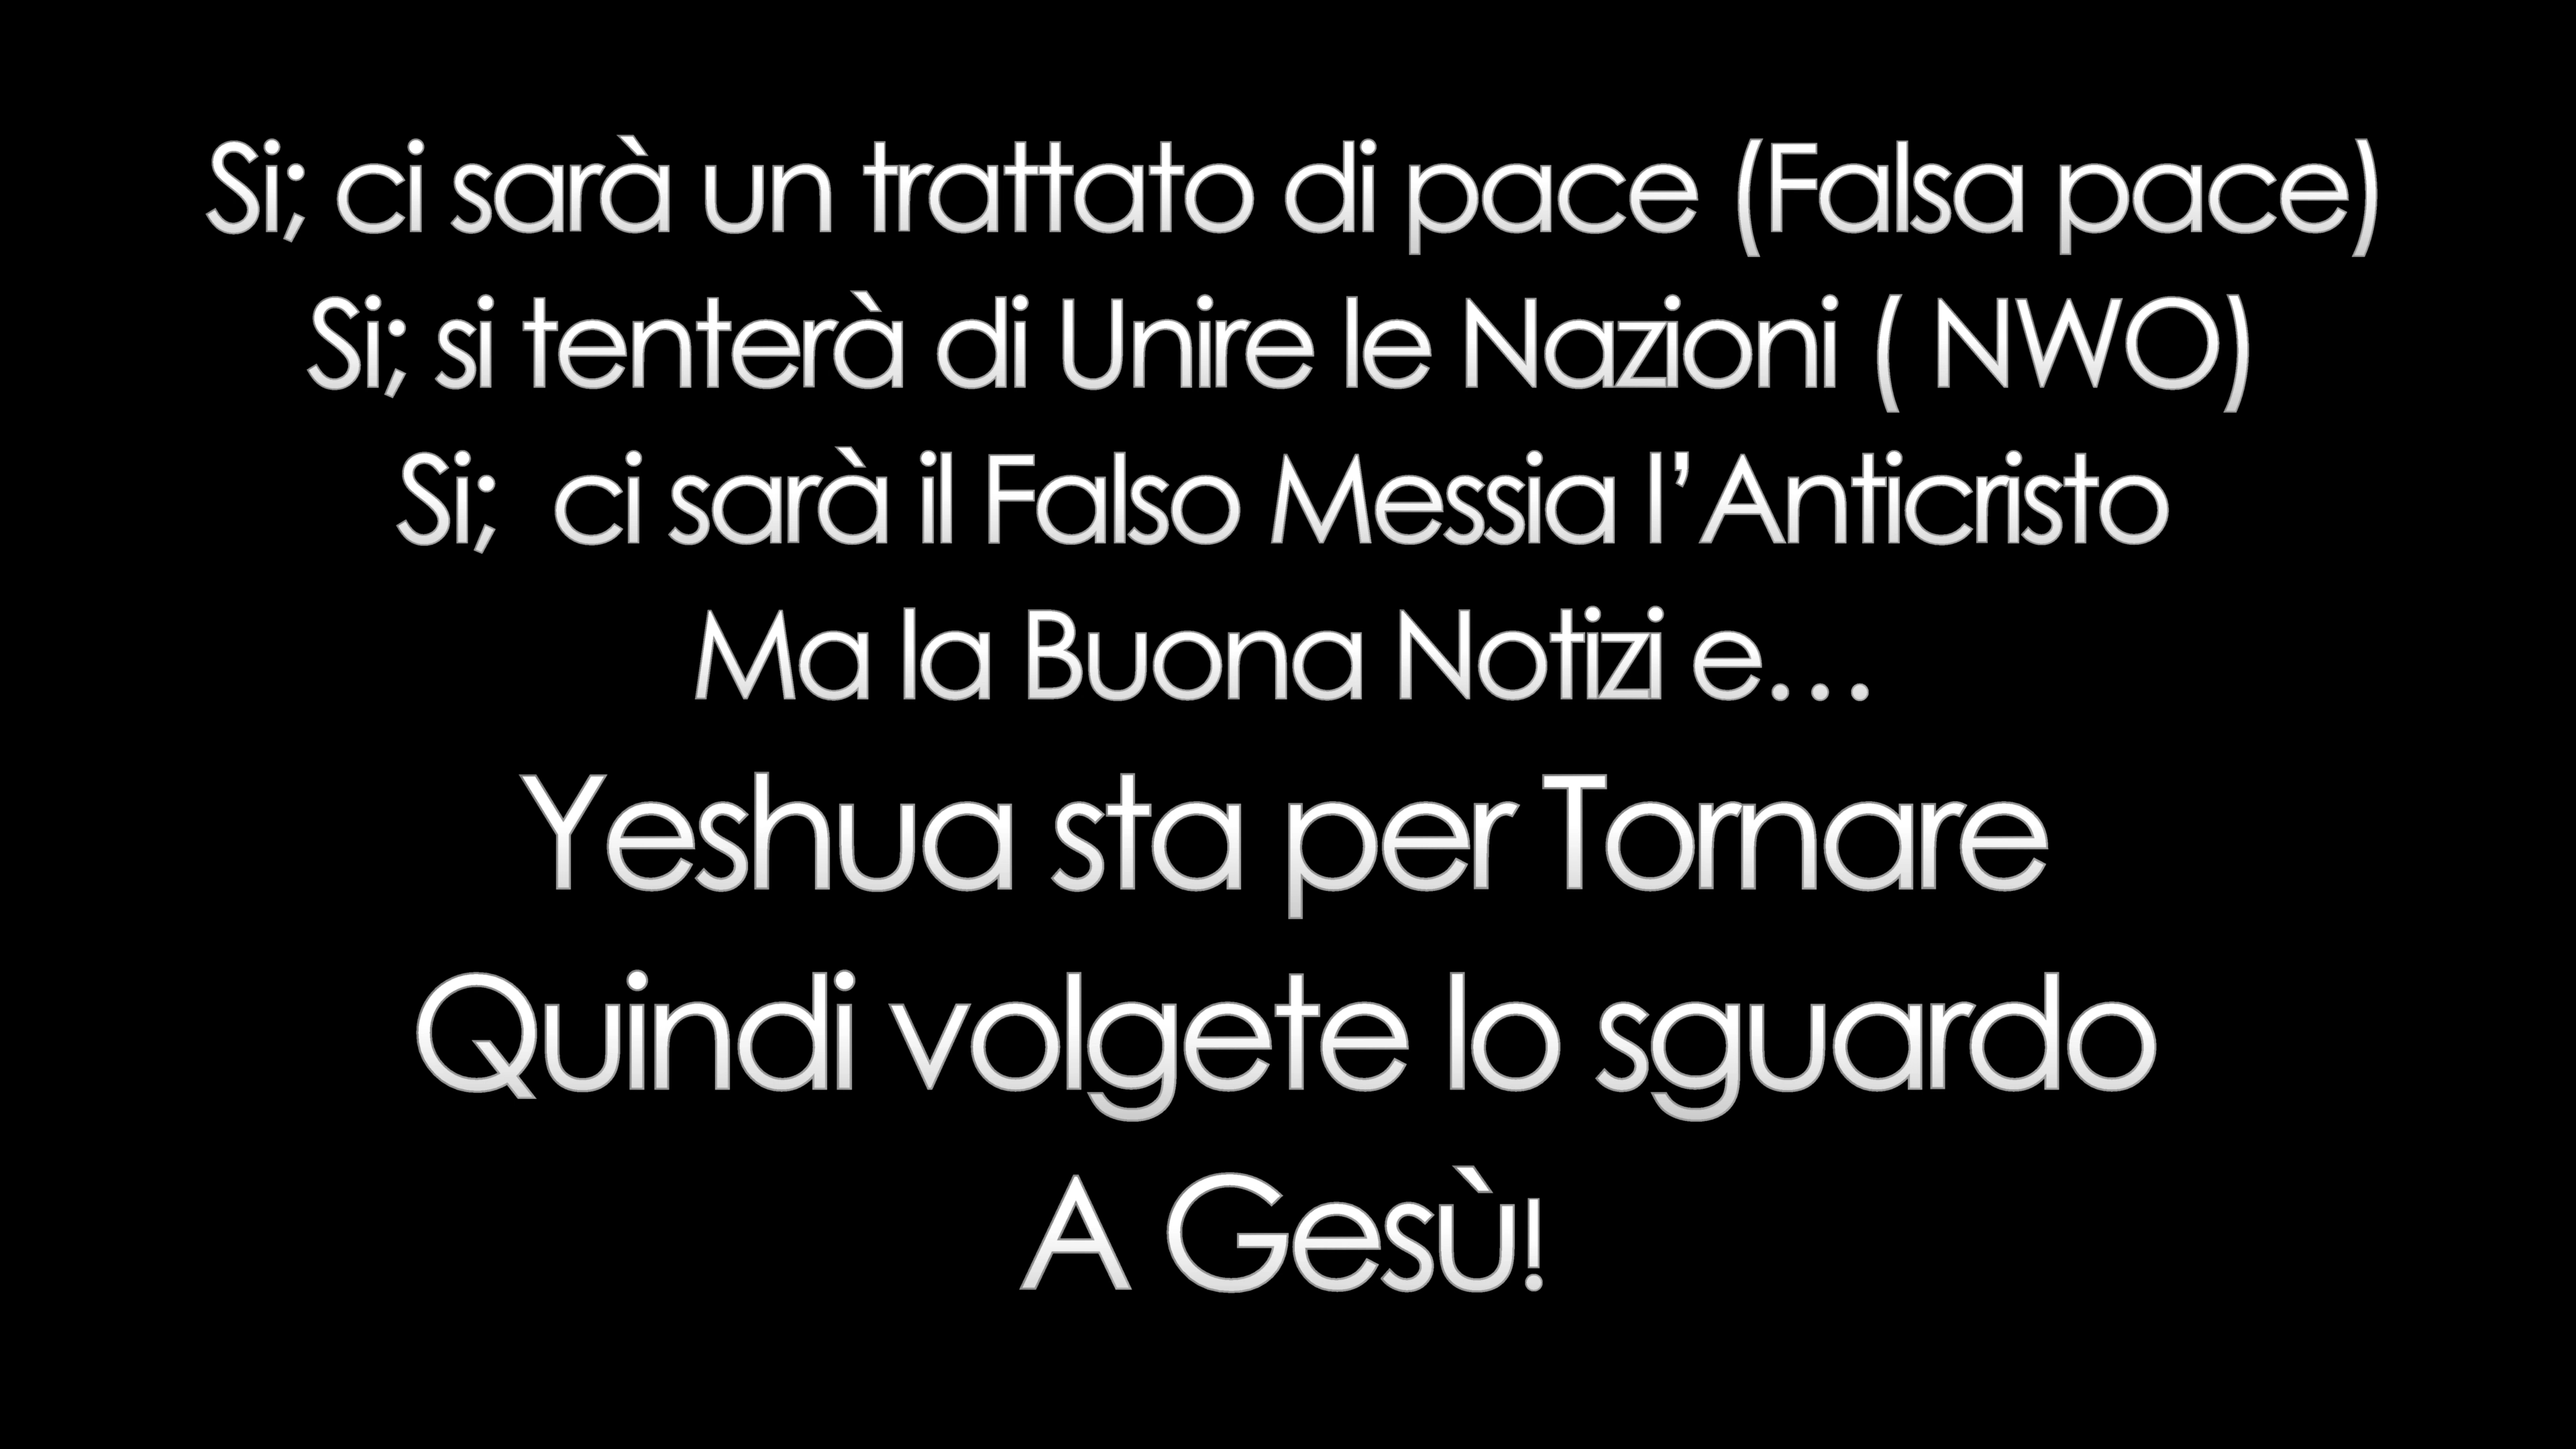 Si; ci sarà un trattato di pace (Falsa pace)
Si; si tenterà di Unire le Nazioni ( NWO)
Si;  ci sarà il Falso Messia l’Anticristo
Ma la Buona Notizi e...
Yeshua sta per Tornare
Quindi volgete lo sguardo
A Gesù!